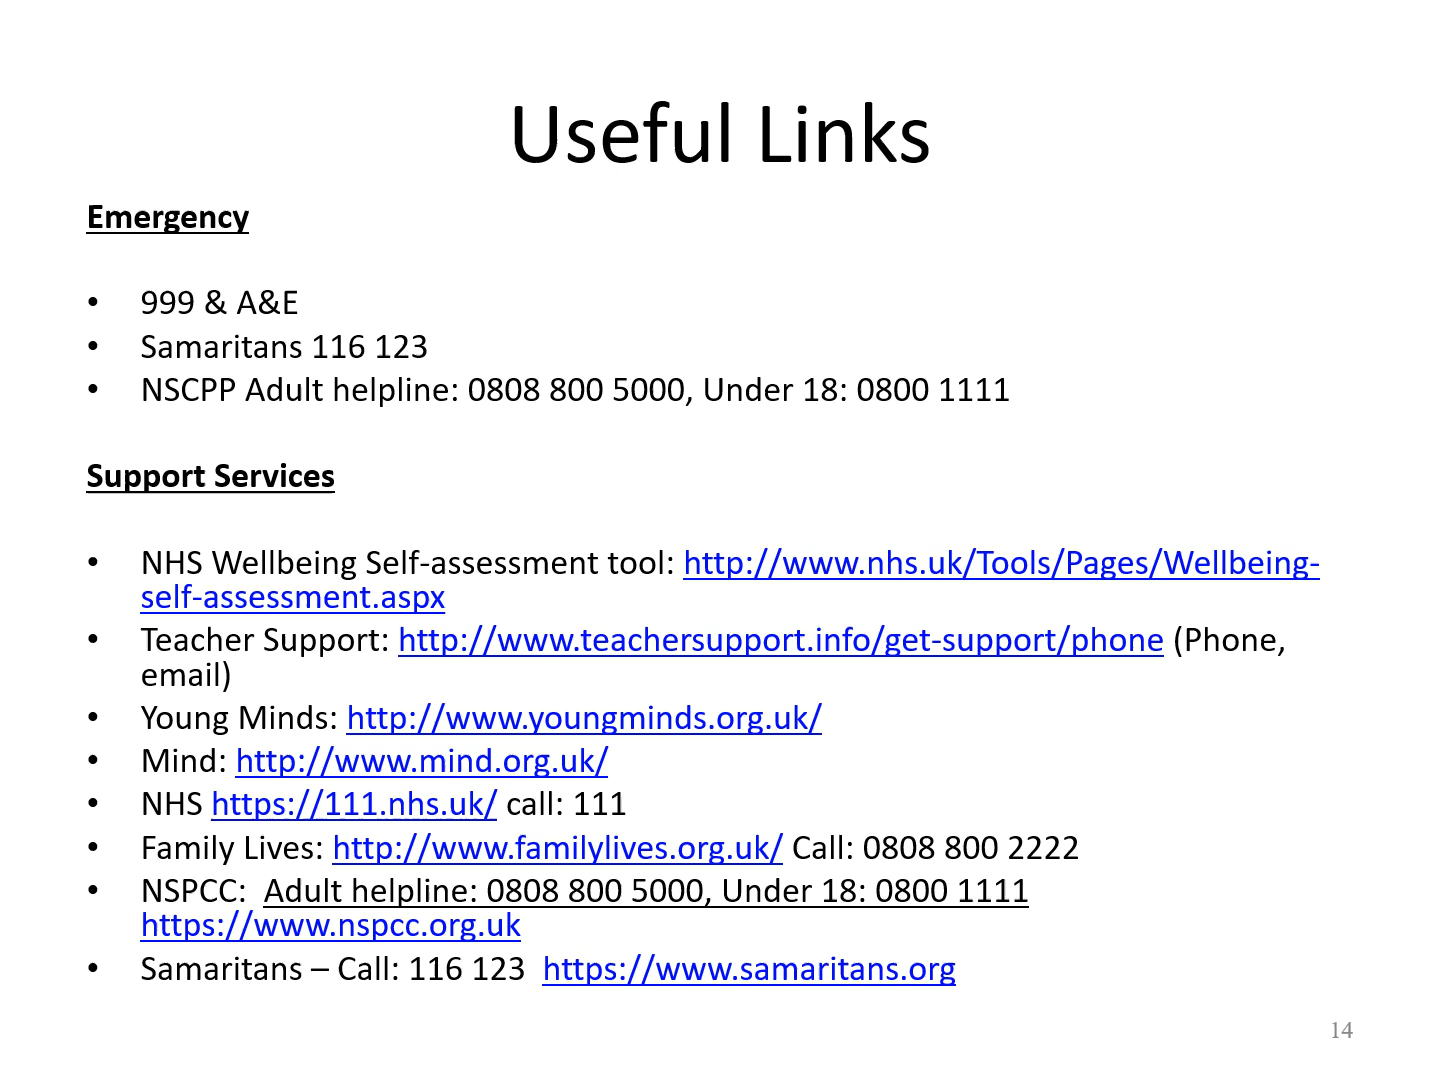 Useful Links
Emergency
• 999 & A&E
• Samaritans 116 123
• NSCPP Adult helpline: 0808 800 5000, Under 18: 0800 1111
Support Services
• NHS Wellbeing Self-assessment tool: http://www.nhs.uk/Tools/Pages/Wellbeing-
self-assessment.aspx
• Teacher Support: http://www.teachersupport.info/get-support/phone (Phone,
email)
• Young Minds: http://www.youngminds.org.uk/
• Mind: http://www.mind.org.uk/
• NHS https://111.nhs.uk/ call: 111
• Family Lives: http://www.familylives.org.uk/ Call: 0808 800 2222
• NSPCC:  Adult helpline: 0808 800 5000, Under 18: 0800 1111
https://www.nspcc.org.uk
• Samaritans – Call: 116 123  https://www.samaritans.org
14